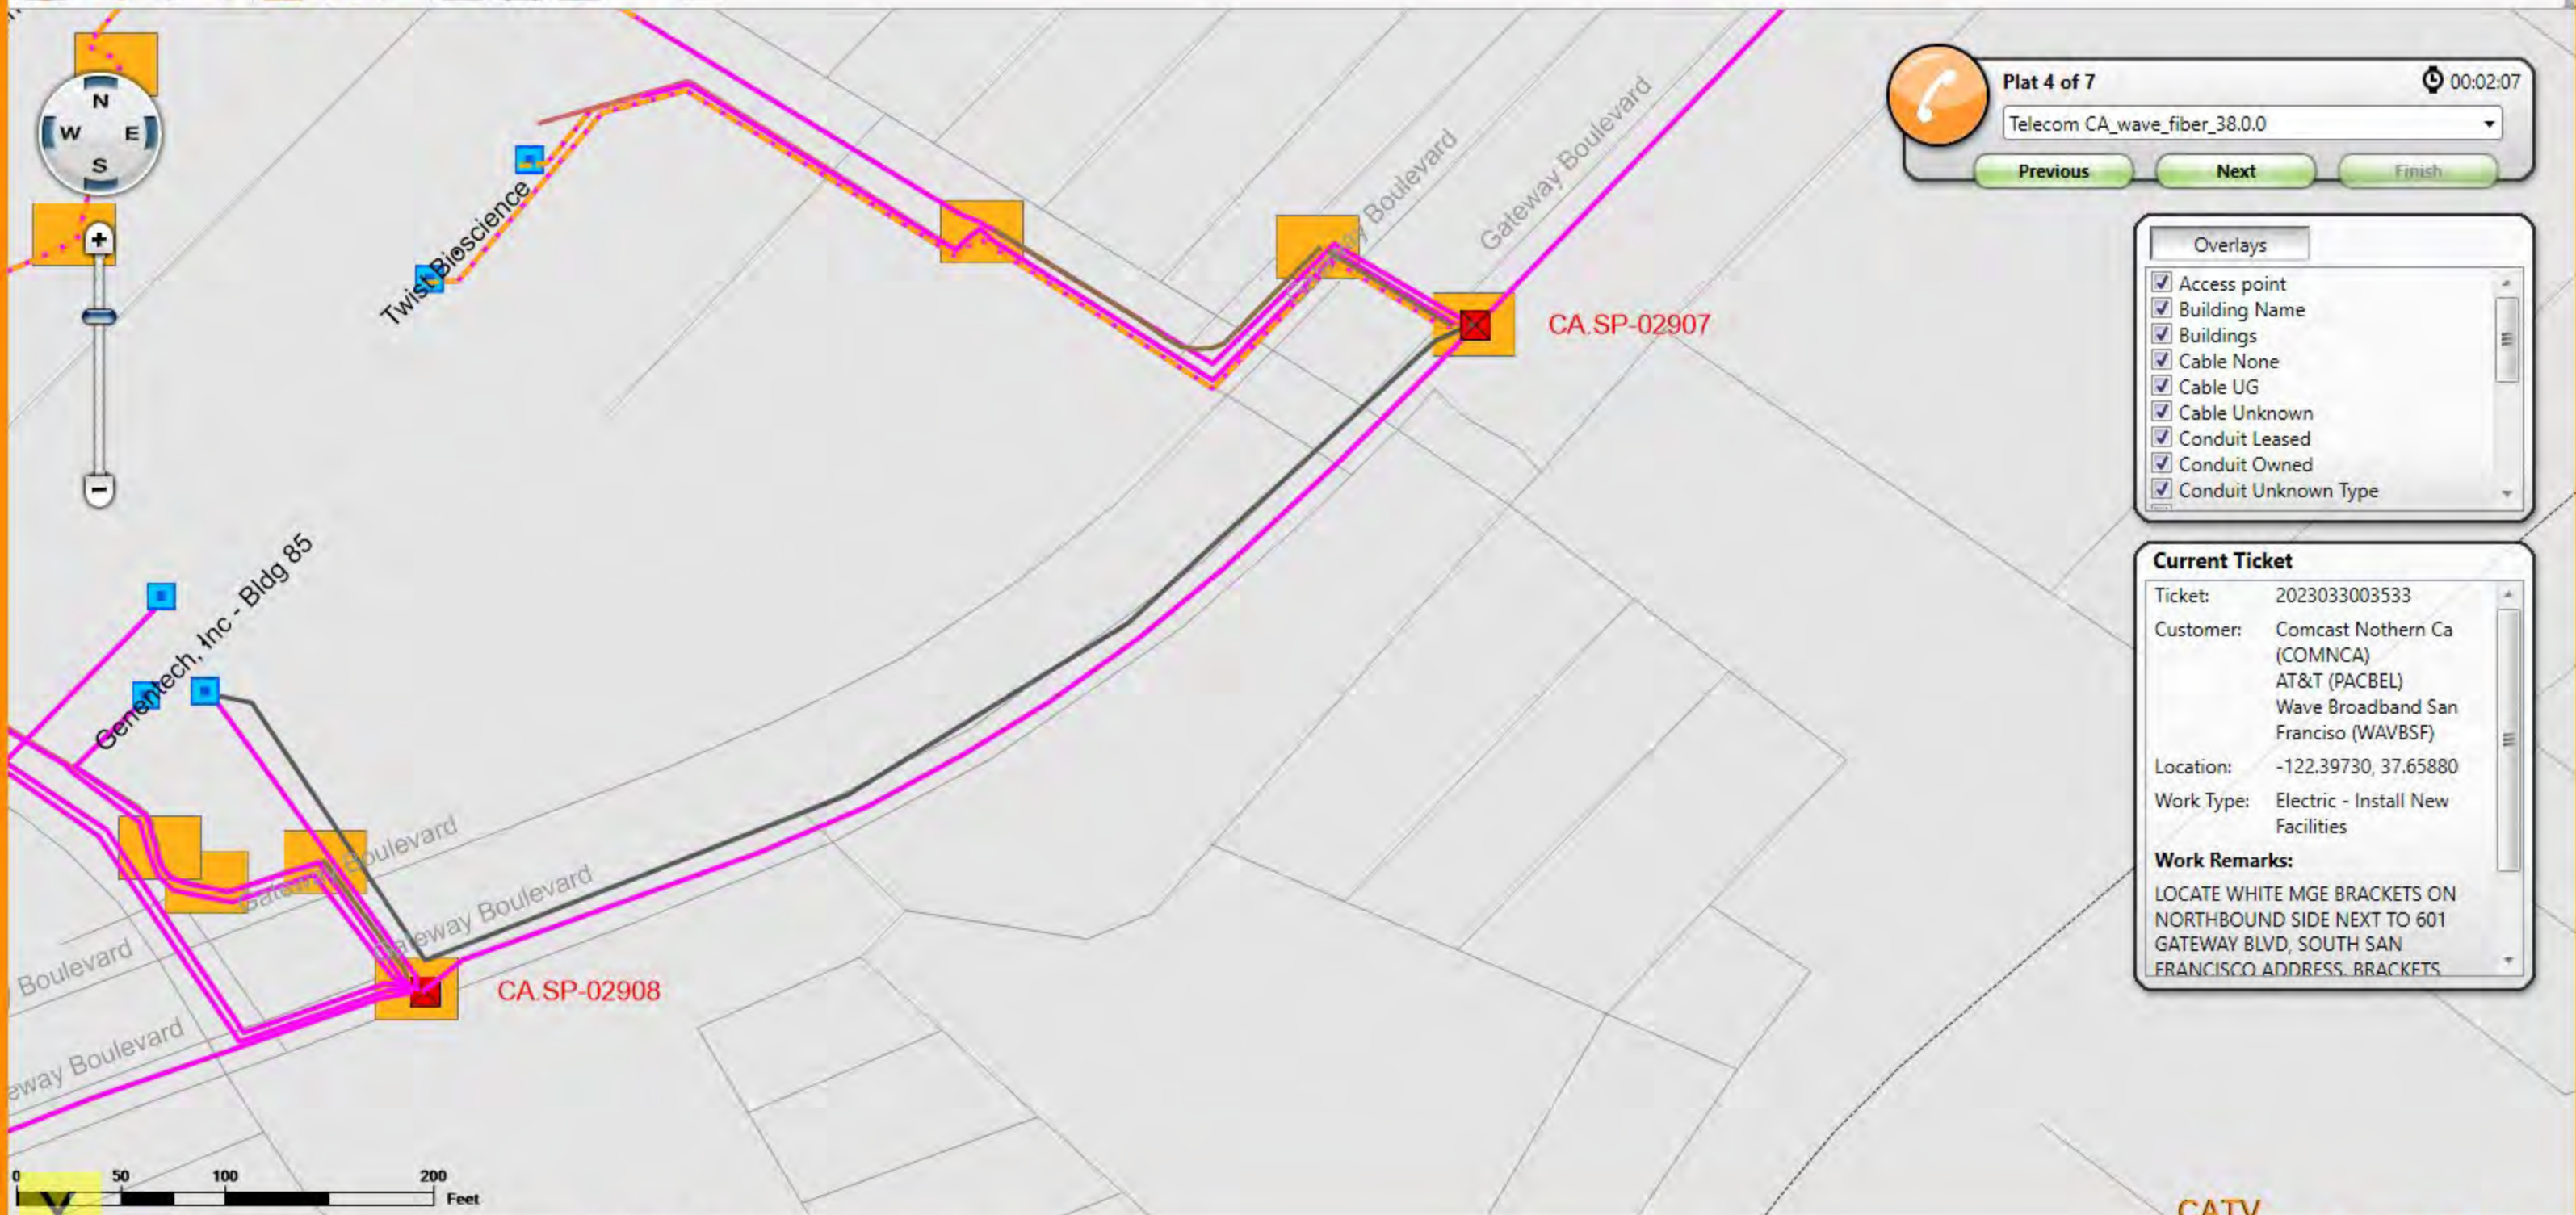 N
W E
S
+
−
Plat 4 of 7
00:02:07
Telecom CA_wave_fiber_38.0.0
Previous
Next
Finish
Overlays
Access point
Building Name
Buildings
Cable None
Cable UG
Cable Unknown
Conduit Leased
Conduit Owned
Conduit Unknown Type
Current Ticket
Ticket: 2023033003533
Customer: Comcast Nothern Ca
(COMNCA)
AT&T (PACBEL)
Wave Broadband San
Franciso (WAVBSF)
Location: -122.39730, 37.65880
Work Type: Electric - Install New
Facilities
Work Remarks:
LOCATE WHITE MGE BRACKETS ON
NORTHBOUND SIDE NEXT TO 601
GATEWAY BLVD, SOUTH SAN
FRANCISCO ADDRESS. BRACKETS
Twist Bioscience
Boulevard
Gateway Boulevard
CA.SP-02907
Genentech, Inc - Bldg 85
Gateway Boulevard
Gateway Boulevard
CA.SP-02908
Boulevard
eway Boulevard
0 50 100 200
Feet
CATV